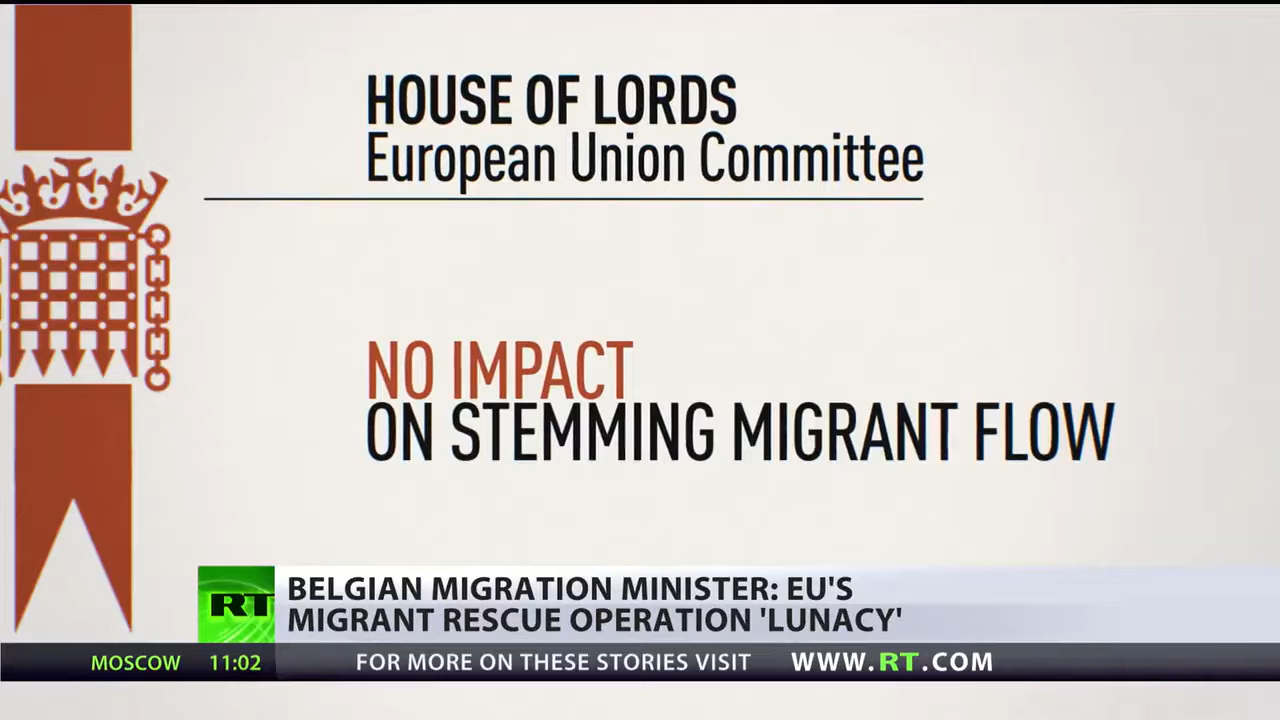 HOUSE OF LORDS
European Union Committee
NO IMPACT
ON STEMMING MIGRANT FLOW
RT
BELGIAN MIGRATION MINISTER: EU'S
MIGRANT RESCUE OPERATION 'LUNACY'
MOSCOW 11:02 FOR MORE ON THESE STORIES VISIT WWW.RT.COM